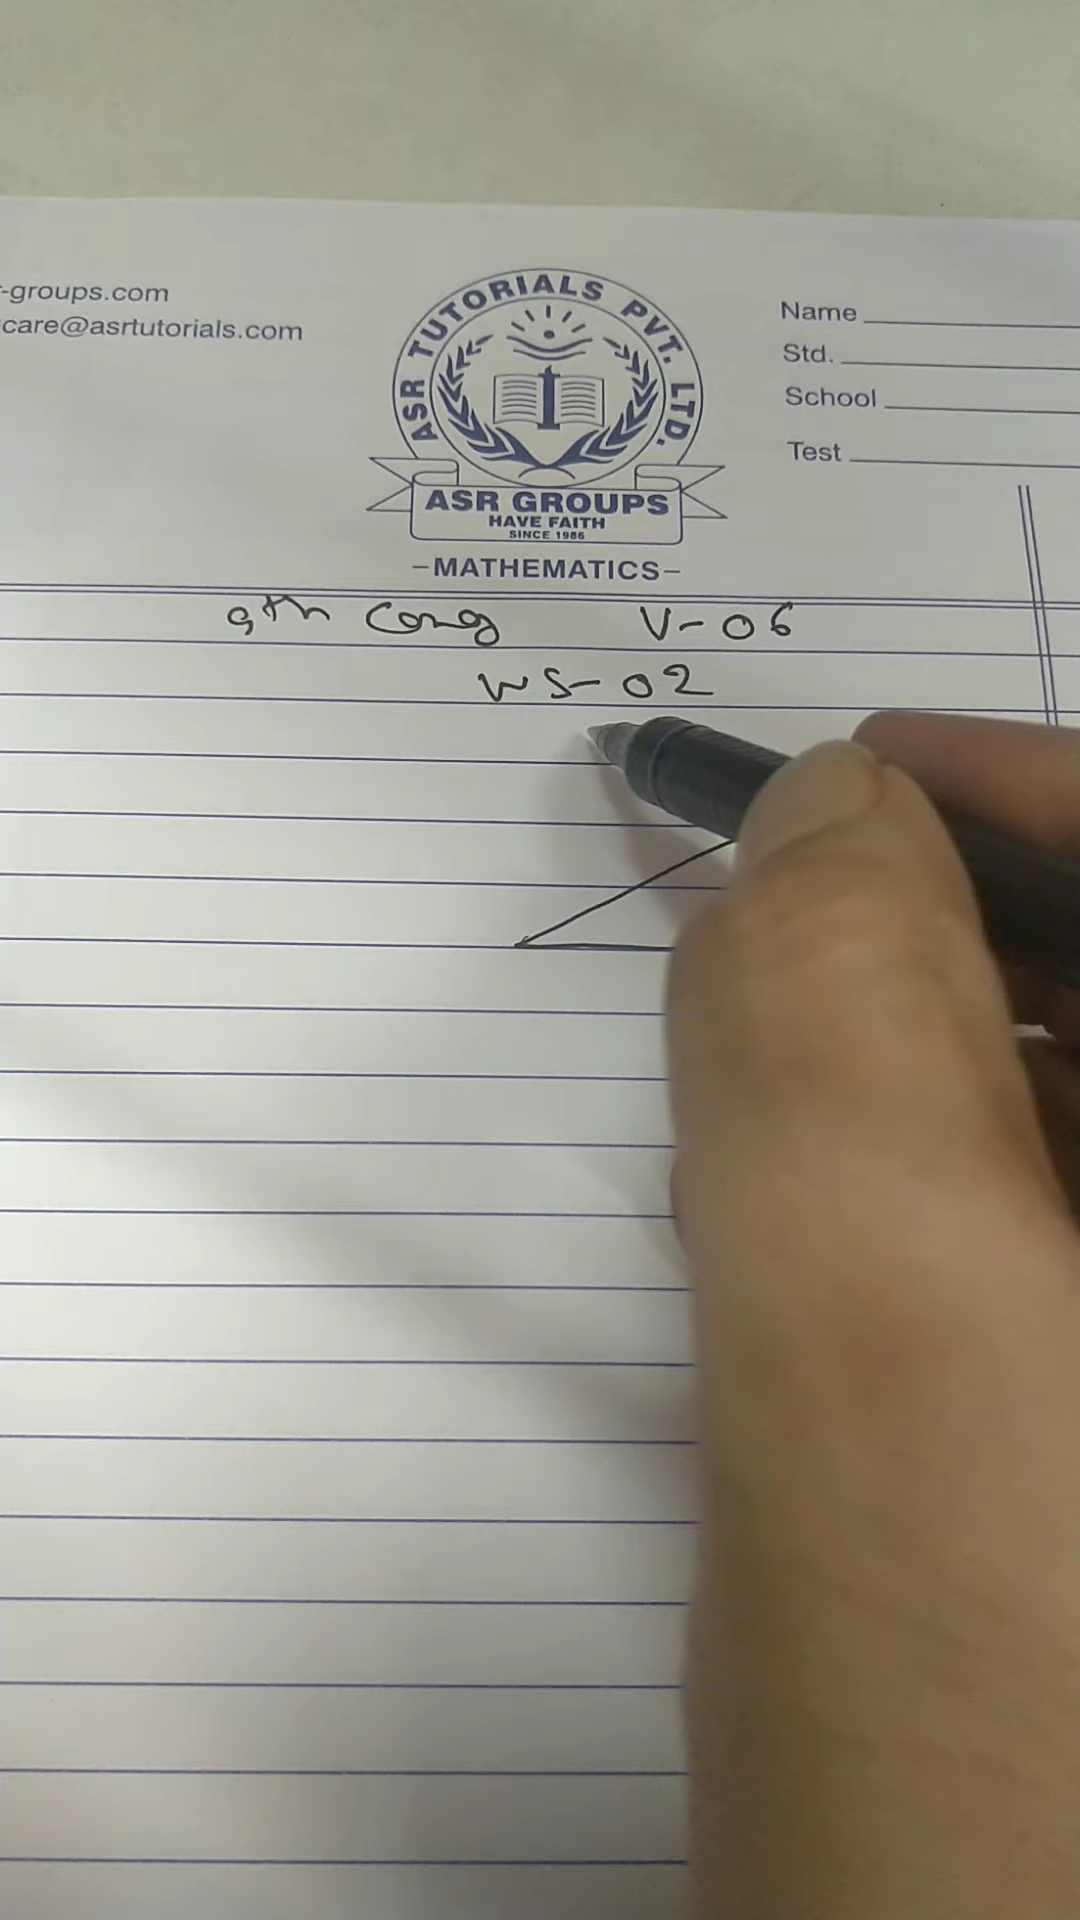 -groups.com
care@asrtutorials.com
ASR TUTORIALS PVT. LTD.
ASR GROUPS
HAVE FAITH
SINCE 1986
-MATHEMATICS-
Name
Std.
School
Test
9th Cong V-06
WS-02